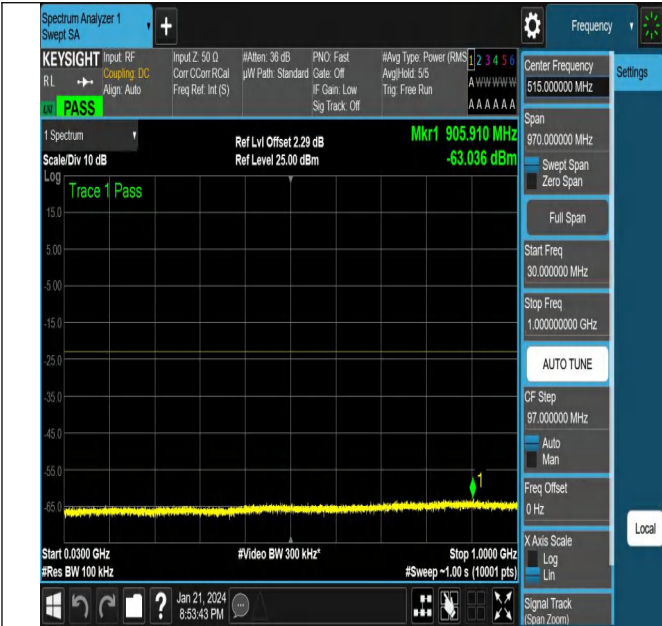 Spectrum Analyzer 1
Swept SA
Frequency
KEYSIGHT
RL
PASS
Input: RF
Coupling: DC
Align: Auto
Input Z: 50 Ω
Corr CCorr RCal
Freq Ref: Int (S)
#Atten: 36 dB
µW Path: Standard
PNO: Fast
Gate: Off
IF Gain: Low
Sig Track: Off
#Avg Type: Power (RMS
Avg|Hold: 5/5
Trig: Free Run
1 2 3 4 5 6
A W W W W W
A A A A A A
1 Spectrum
Scale/Div 10 dB
Log
Ref Lvl Offset 2.29 dB
Ref Level 25.00 dBm
Mkr1 905.910 MHz
-63.036 dBm
Trace 1 Pass
15.0
5.00
-5.00
-15.0
-25.0
-35.0
-45.0
-55.0
-65.0
1
Start 0.0300 GHz
#Res BW 100 kHz
#Video BW 300 kHz*
Stop 1.0000 GHz
#Sweep ~1.00 s (10001 pts)
Jan 21, 2024
8:53:43 PM
Center Frequency
515.000000 MHz
Settings
Span
970.000000 MHz
Swept Span
Zero Span
Full Span
Start Freq
30.000000 MHz
Stop Freq
1.000000000 GHz
AUTO TUNE
CF Step
97.000000 MHz
Auto
Man
Freq Offset
0 Hz
X Axis Scale
Log
Lin
Local
Signal Track
(Span Zoom)